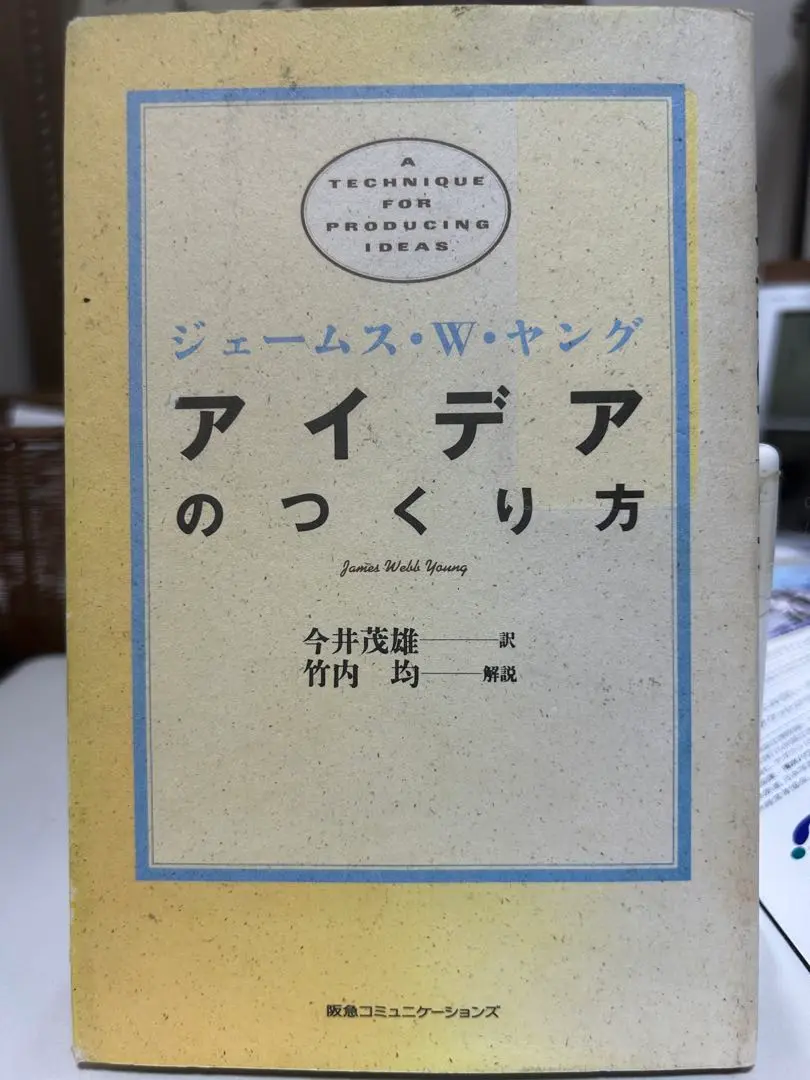 A
TECHNIQUE
FOR
PRODUCING
IDEAS
ジェームス・W・ヤング
アイデア
のつくり方
James Webb Young
今井茂雄――訳
竹内 均――解説
阪急コミュニケーションズ